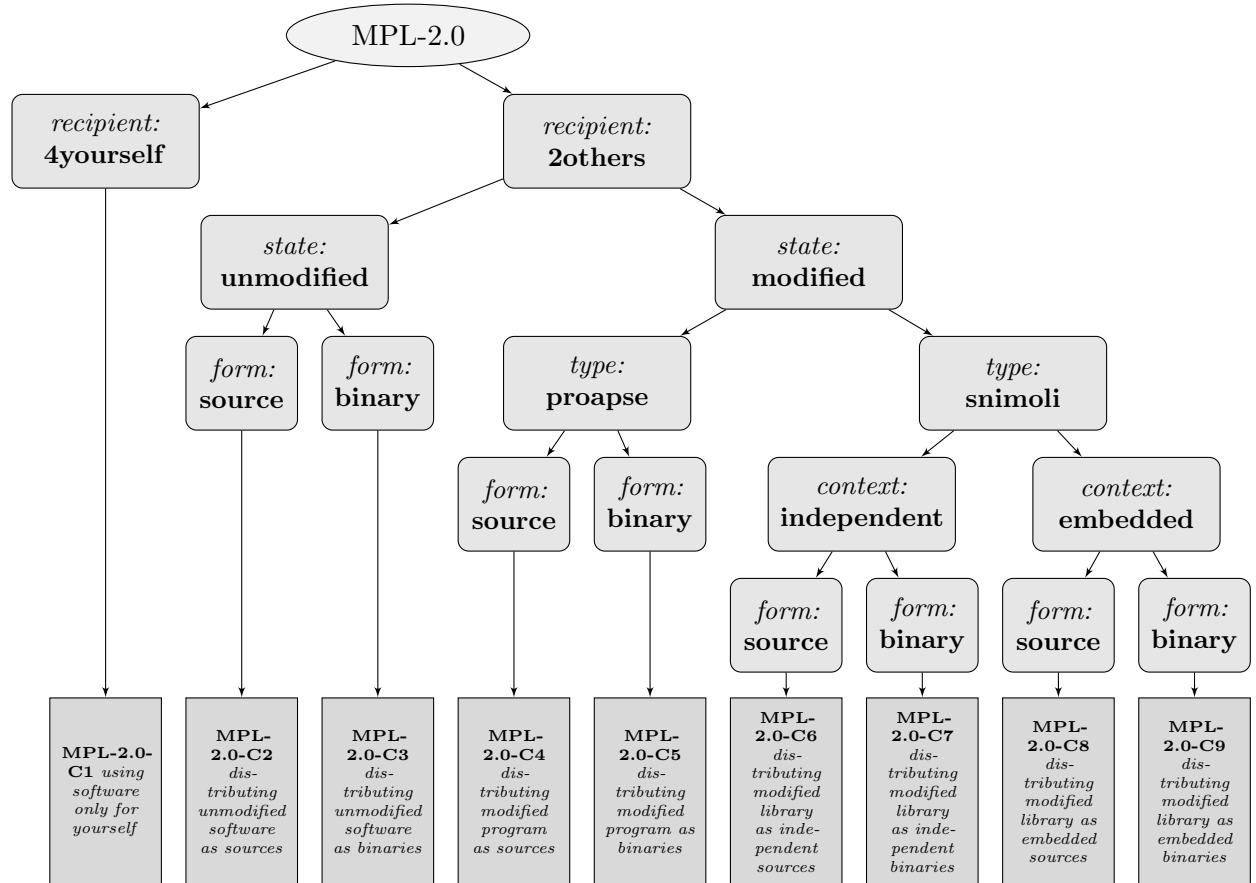 MPL-2.0
recipient:
4yourself
recipient:
2others
state:
unmodified
state:
modified
form:
source
form:
binary
type:
proapse
type:
snimoli
form:
source
form:
binary
context:
independent
context:
embedded
form:
source
form:
binary
form:
source
form:
binary
MPL-2.0-
C1 using
software
only for
yourself
MPL-
2.0-C2
dis-
tributing
unmodified
software
as sources
MPL-
2.0-C3
dis-
tributing
unmodified
software
as binaries
MPL-
2.0-C4
dis-
tributing
modified
program
as sources
MPL-
2.0-C5
dis-
tributing
modified
program as
binaries
MPL-
2.0-C6
dis-
tributing
modified
library
as inde-
pendent
sources
MPL-
2.0-C7
dis-
tributing
modified
library
as inde-
pendent
binaries
MPL-
2.0-C8
dis-
tributing
modified
library as
embedded
sources
MPL-
2.0-C9
dis-
tributing
modified
library as
embedded
binaries